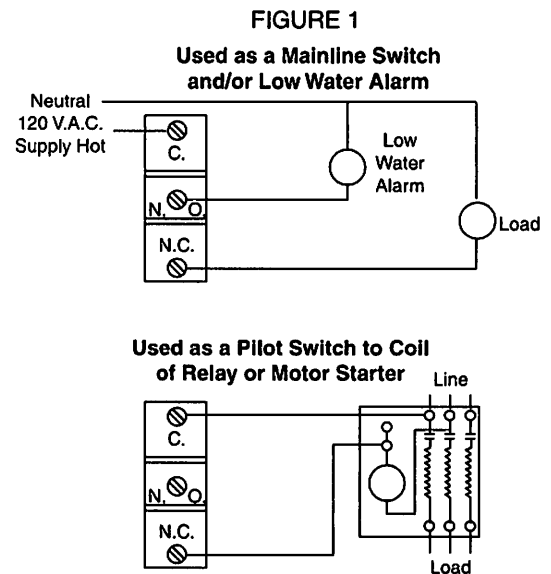 FIGURE 1
Used as a Mainline Switch
and/or Low Water Alarm
Neutral
120 V.A.C.
Supply Hot
C.
Low
Water
Alarm
N. O.
Load
N.C.
Used as a Pilot Switch to Coil
of Relay or Motor Starter
Line
C.
N. O.
N.C.
Load